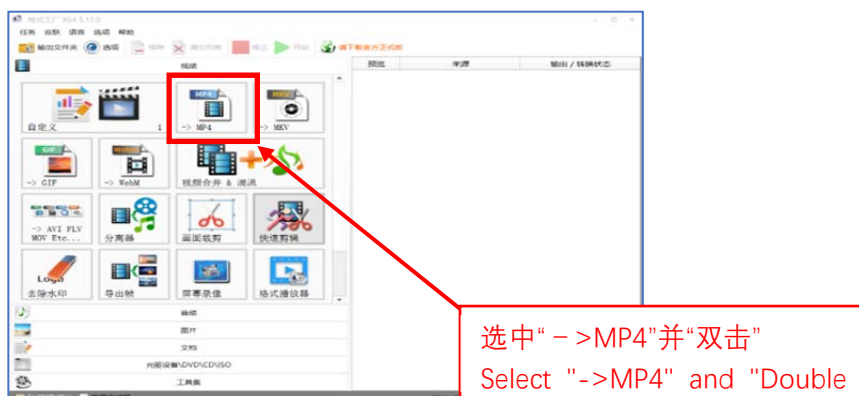 格式工厂 X64 5.11.0
任务 皮肤 语言 选项 帮助
输出文件夹 选项 移除 清空列表 停止 开始
视频
预览 来源 输出 / 转换状态
MP4
MKV
自定义 1 -> MP4 -> MKV
GIF
-> GIF -> WebM 视频合并 & 混流
-> AVI FLV
MOV Etc... 分离器 画面裁剪 快速剪辑
Logo
去除水印 导出帧 屏幕录像 格式播放器
音频
图片
文档
光驱设备\DVD\CD\ISO
工具集
选中“－>MP4”并“双击”
Select "->MP4" and "Double